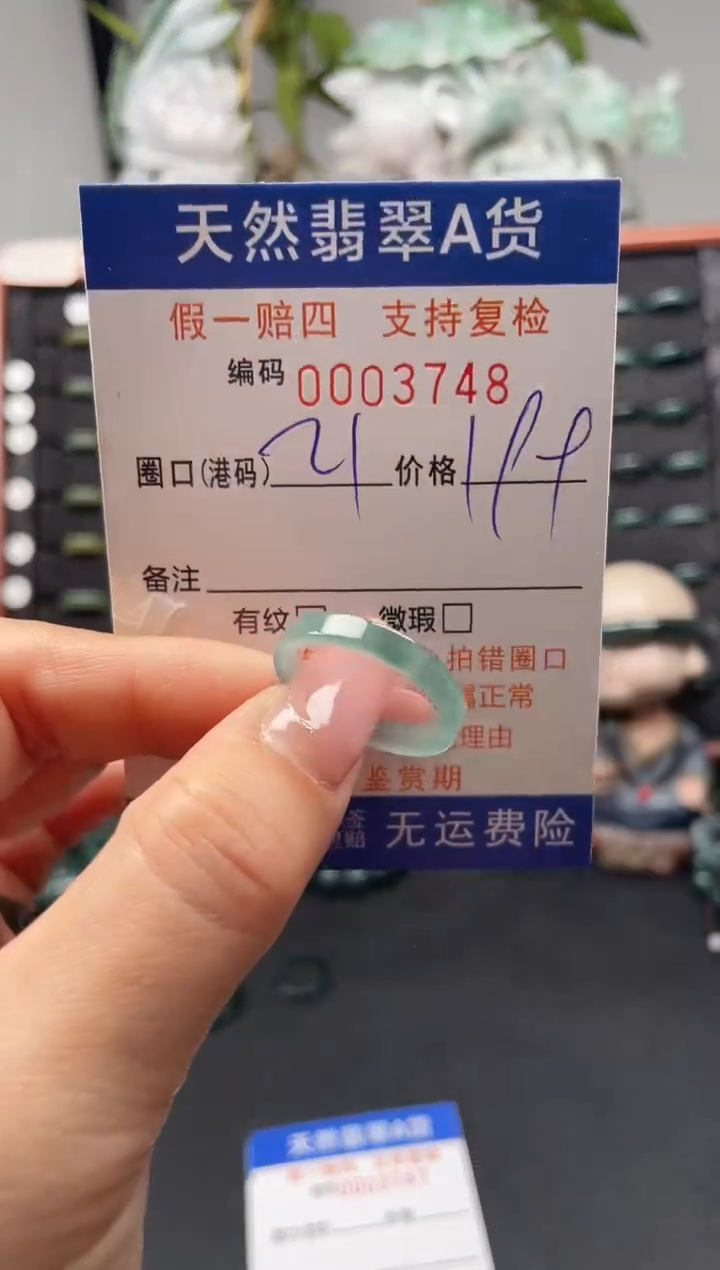 天然翡翠A货
假一赔四 支持复检
编码 0003748
圈口(港码) 21 价格
备注
有纹 微瑕
拍错圈口
需正常
理由
鉴赏期
无运费险
天然翡翠A货